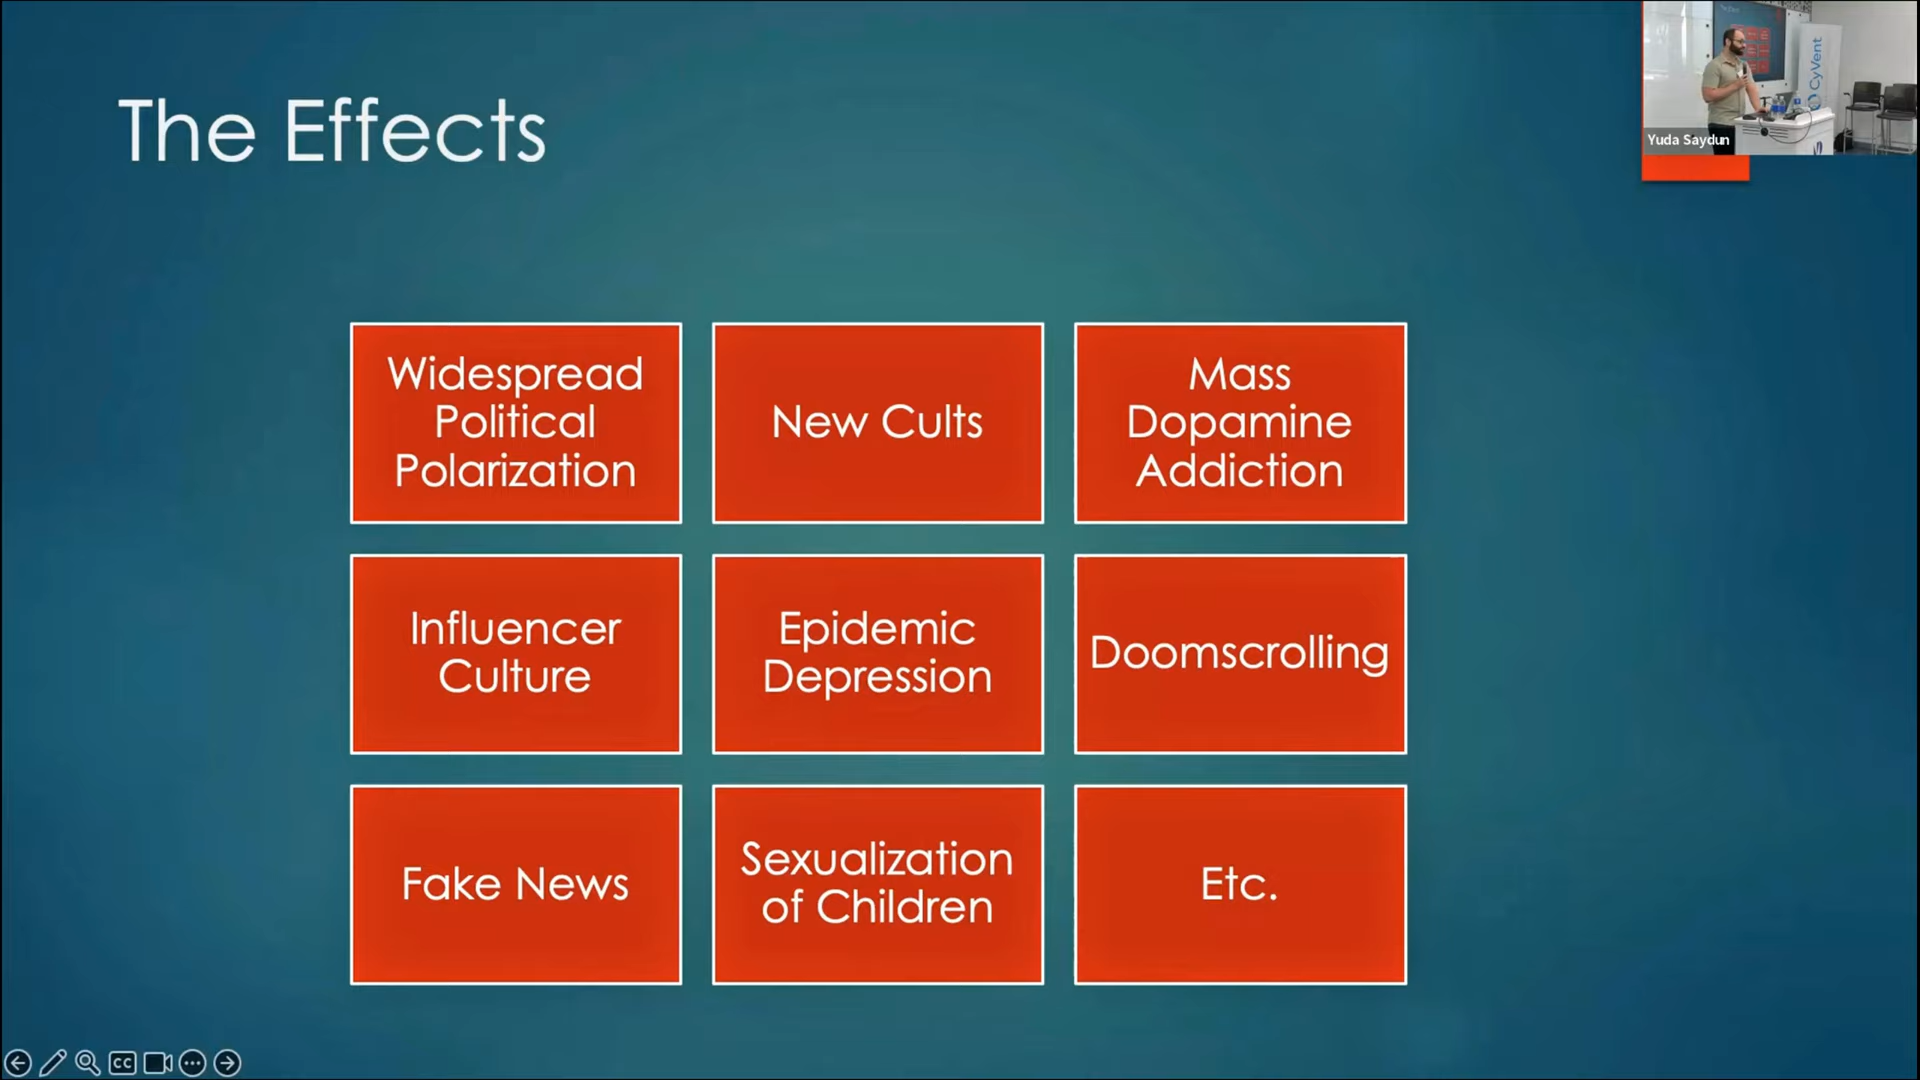 The Effects
Widespread
Political
Polarization
New Cults
Mass
Dopamine
Addiction
Influencer
Culture
Epidemic
Depression
Doomscrolling
Fake News
Sexualization
of Children
Etc.
CyVent
Yuda Saydun
CC